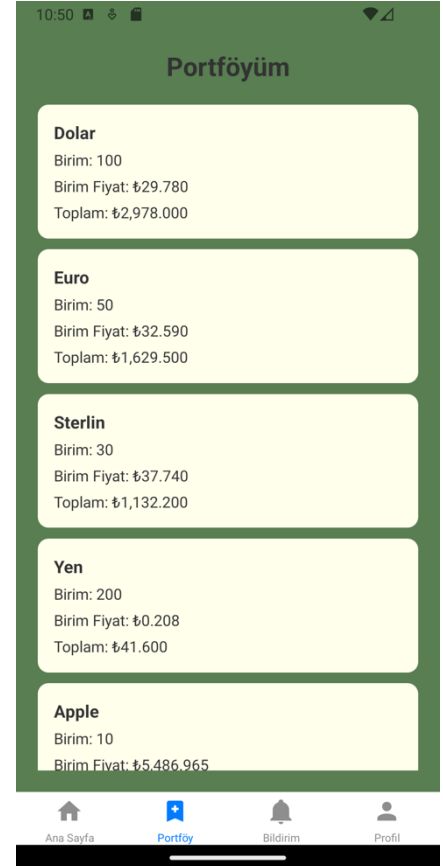 10:50
Portföyüm
Dolar
Birim: 100
Birim Fiyat: ₺29.780
Toplam: ₺2,978.000
Euro
Birim: 50
Birim Fiyat: ₺32.590
Toplam: ₺1,629.500
Sterlin
Birim: 30
Birim Fiyat: ₺37.740
Toplam: ₺1,132.200
Yen
Birim: 200
Birim Fiyat: ₺0.208
Toplam: ₺41.600
Apple
Birim: 10
Birim Fiyat: ₺5,486.965
Ana Sayfa Portföy Bildirim Profil